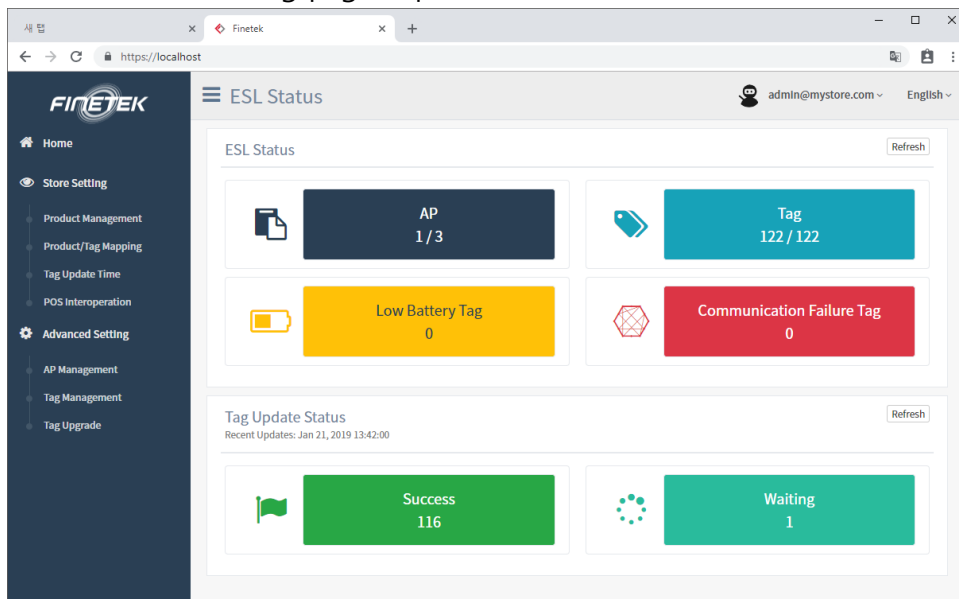 새 탭
Finetek
https://localhost
FINETEK
ESL Status
admin@mystore.com
English
Home
Store Setting
Product Management
Product/Tag Mapping
Tag Update Time
POS Interoperation
Advanced Setting
AP Management
Tag Management
Tag Upgrade
ESL Status
Refresh
AP
1 / 3
Tag
122 / 122
Low Battery Tag
0
Communication Failure Tag
0
Tag Update Status
Refresh
Recent Updates: Jan 21, 2019 13:42:00
Success
116
Waiting
1